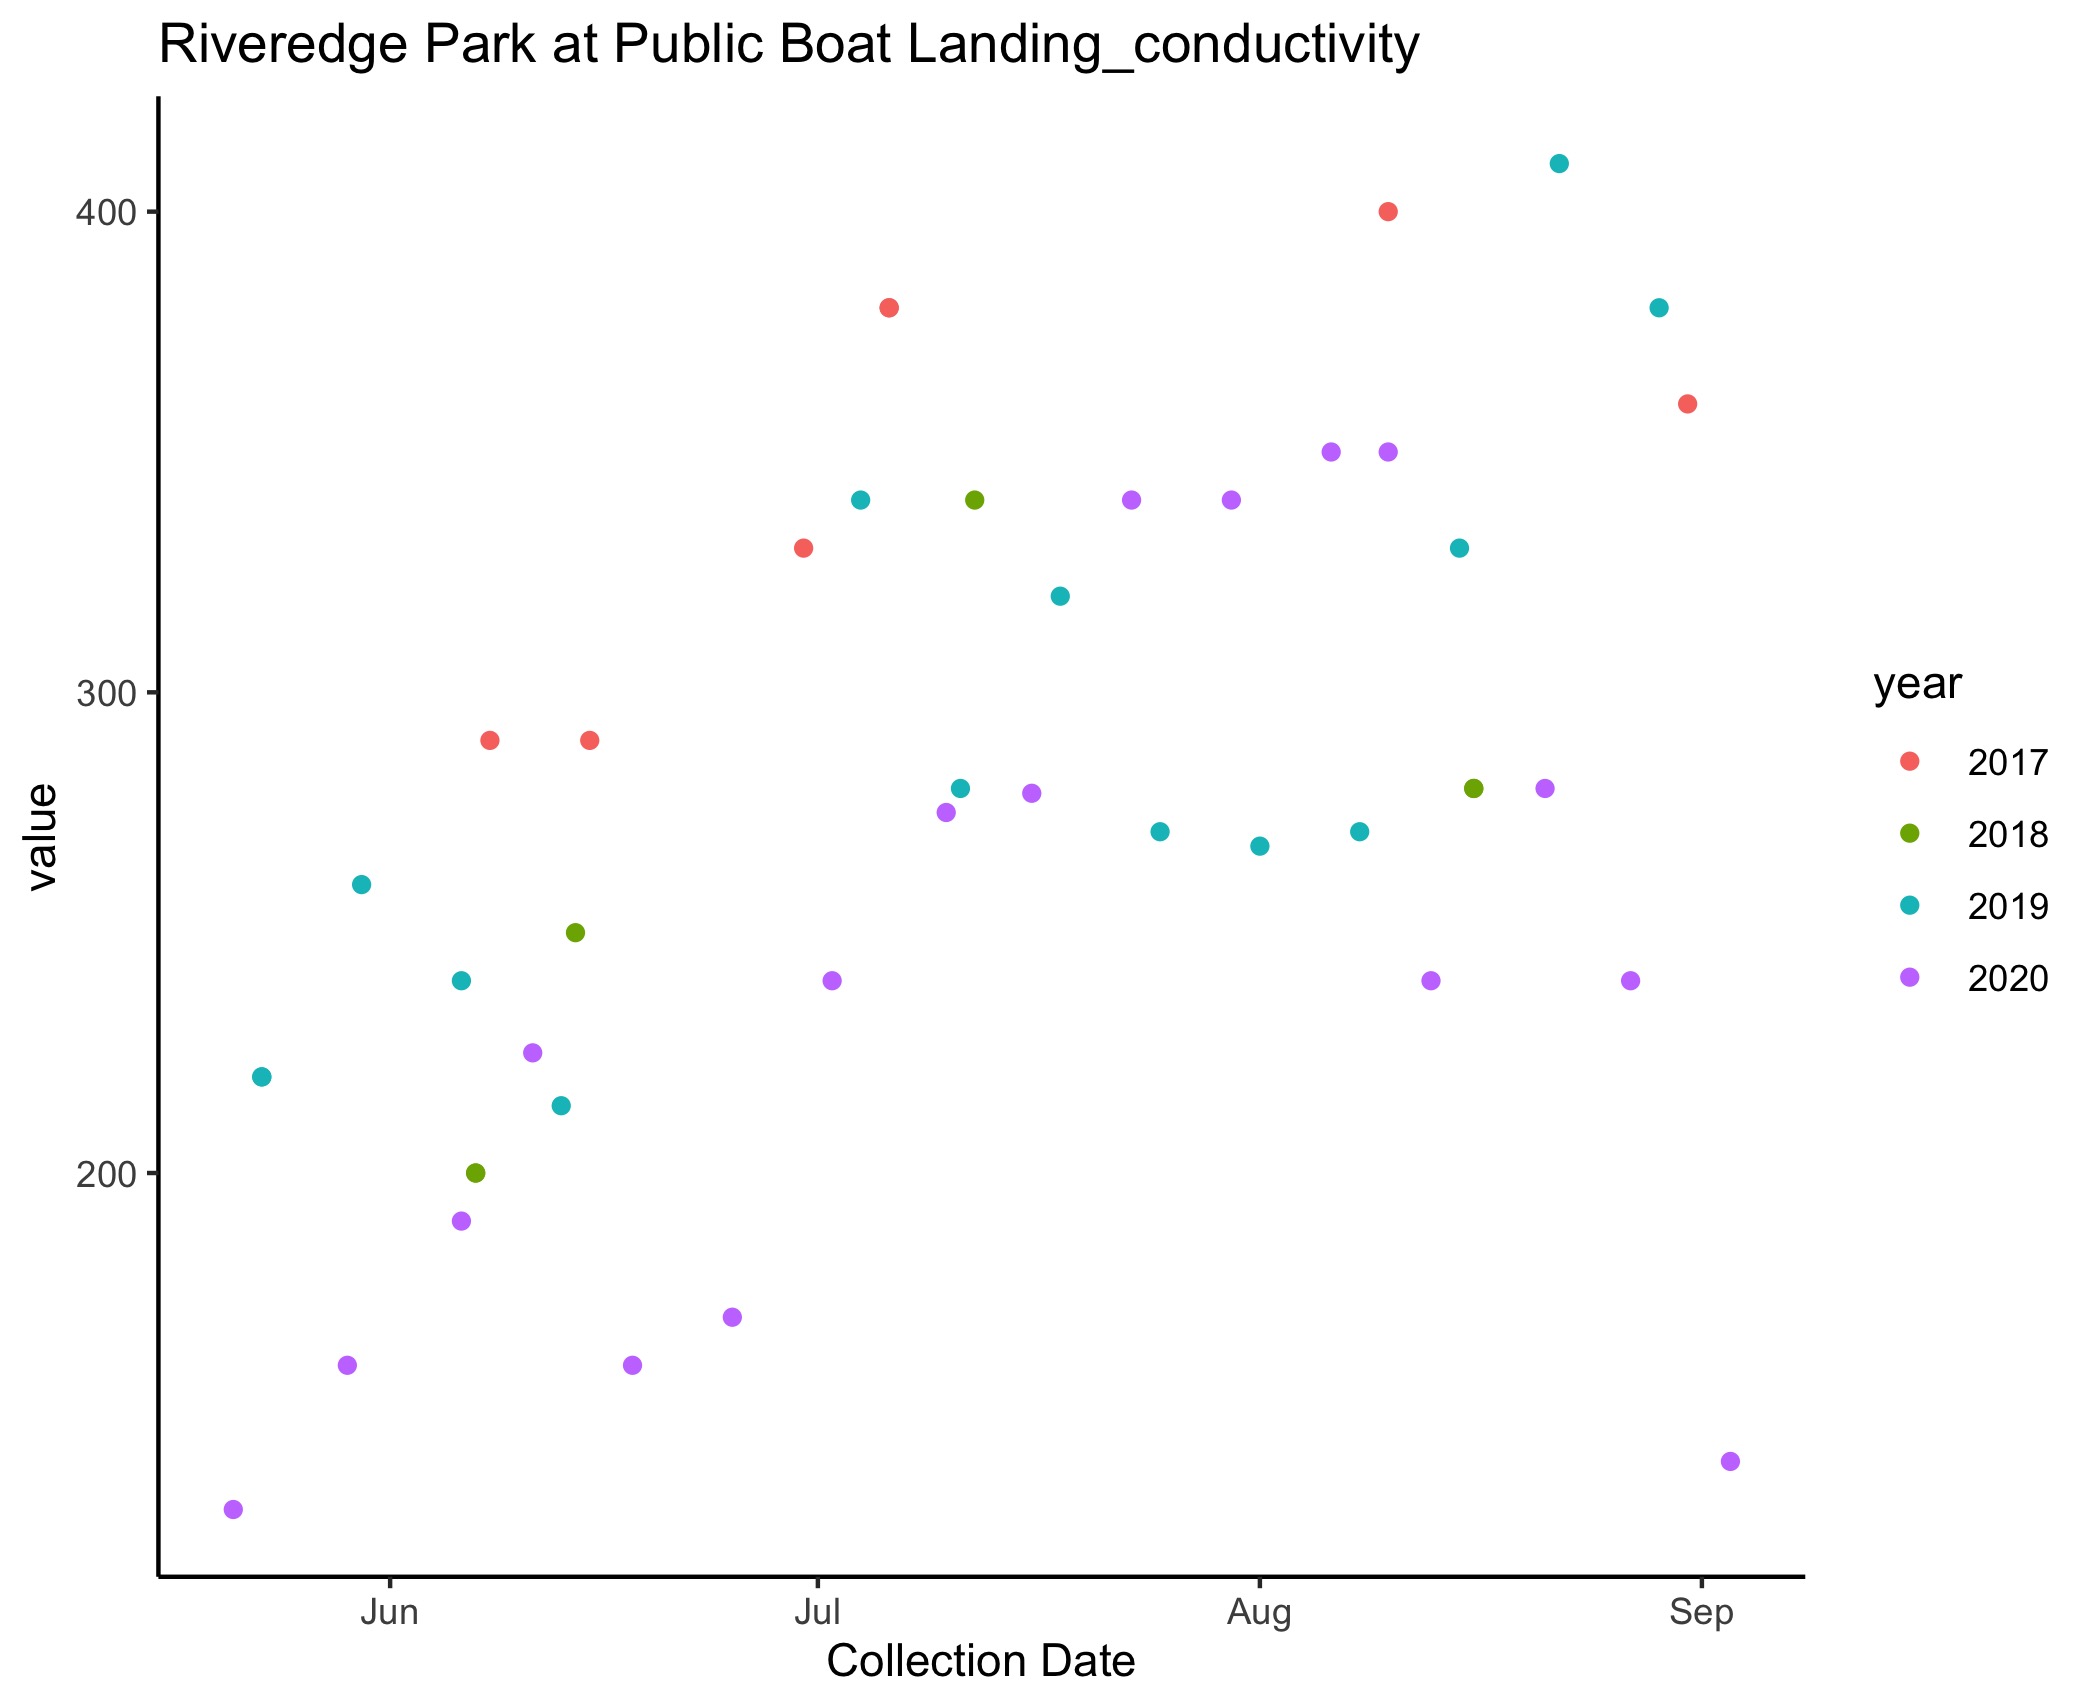 Riveredge Park at Public Boat Landing_conductivity
400
300
200
value
Jun
Jul
Aug
Sep
Collection Date
year
2017
2018
2019
2020